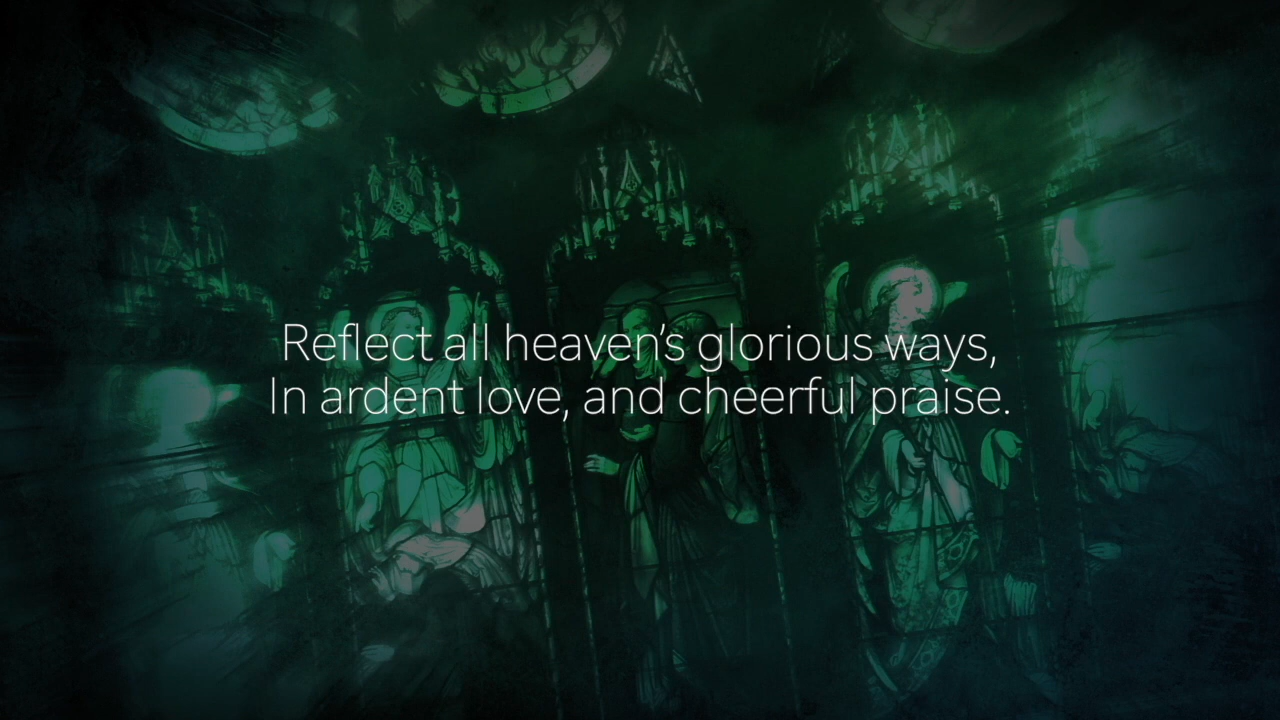 Reflect all heaven’s glorious ways,
In ardent love, and cheerful praise.